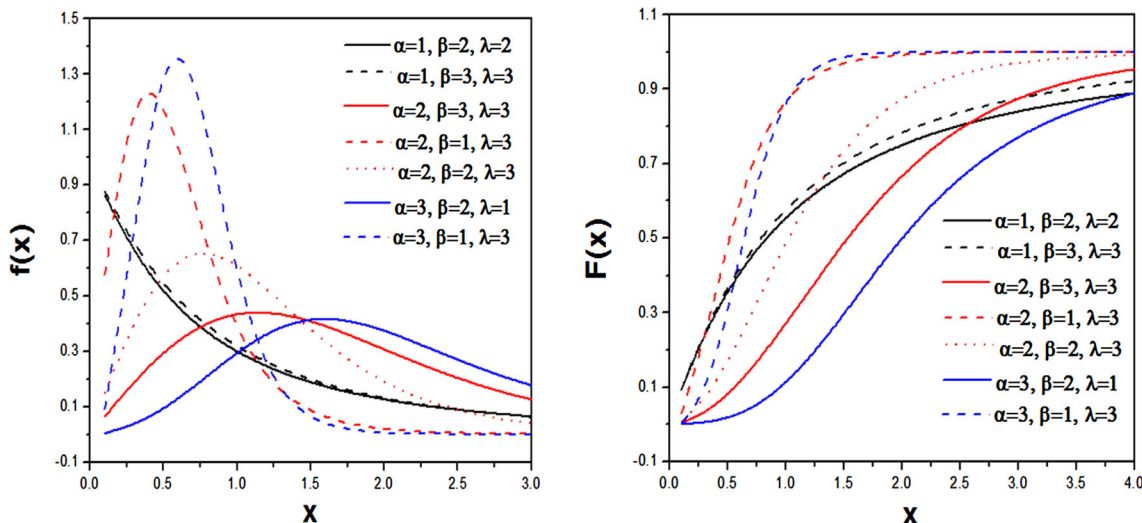 1.5
1.3
1.1
0.9
0.7
0.5
0.3
0.1
-0.1
f(x)
α=1, β=2, λ=2
α=1, β=3, λ=3
α=2, β=3, λ=3
α=2, β=1, λ=3
α=2, β=2, λ=3
α=3, β=2, λ=1
α=3, β=1, λ=3
0.0 0.5 1.0 1.5 2.0 2.5 3.0
X
1.1
0.9
0.7
0.5
0.3
0.1
-0.1
F(x)
α=1, β=2, λ=2
α=1, β=3, λ=3
α=2, β=3, λ=3
α=2, β=1, λ=3
α=2, β=2, λ=3
α=3, β=2, λ=1
α=3, β=1, λ=3
0.0 0.5 1.0 1.5 2.0 2.5 3.0 3.5 4.0
X